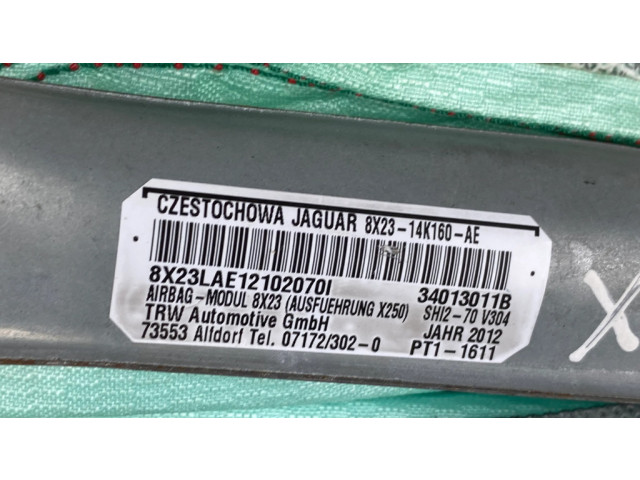 CZESTOCHOWA JAGUAR 8X23-14K160-AE
8X23LAE12102070I 34013011B
AIRBAG-MODUL 8X23 (AUSFUEHRUNG X250) SHI2-70 V304
TRW Automotive GmbH JAHR 2012
73553 Alfdorf Tel. 07172/302-0 PT1-1611
X